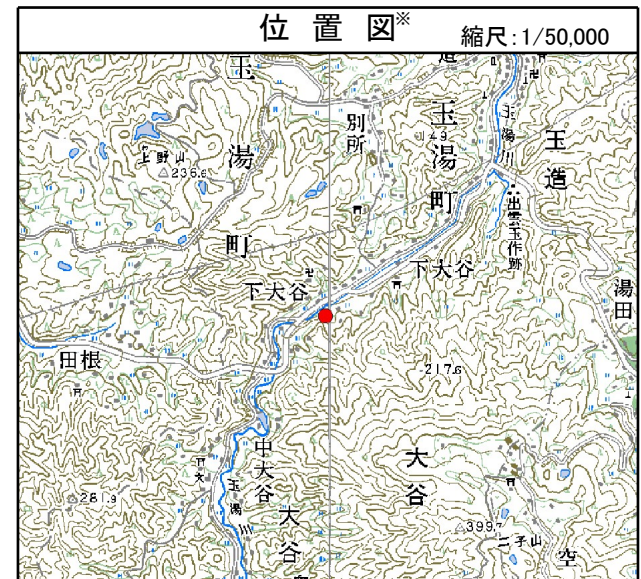 位置図※
縮尺:1/50,000
玉湯町
玉湯町
別所
149
上野山
△236.6
玉湯川
玉造
出雲玉作跡
下大谷
下大谷
湯田
田根
217.6
大谷
中大谷
大谷
玉湯川
△281.9
△399.7
二子山
空